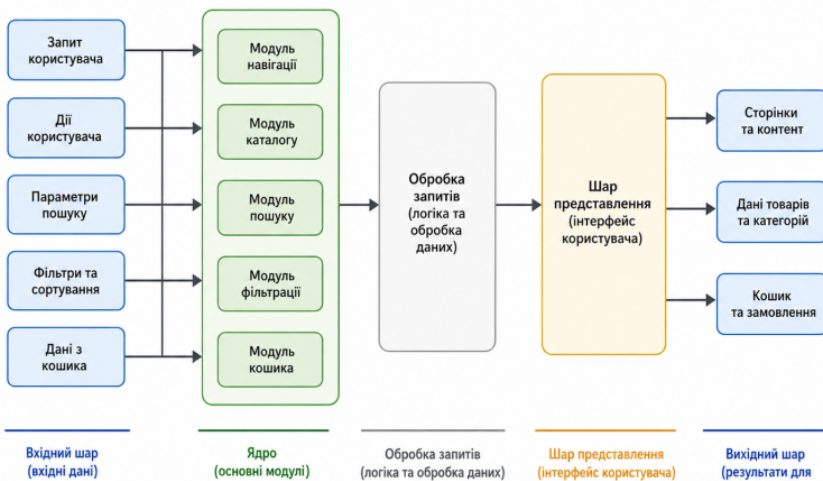 Запит
користувача
Дії
користувача
Параметри
пошуку
Фільтри та
сортування
Дані з
кошика
Модуль
навігації
Модуль
каталогу
Модуль
пошуку
Модуль
фільтрації
Модуль
кошика
Обробка
запитів
(логіка та
обробка
даних)
Шар
представлення
(інтерфейс
користувача)
Сторінки
та контент
Дані товарів
та категорій
Кошик
та замовлення
Вхідний шар
(вхідні дані)
Ядро
(основні модулі)
Обробка запитів
(логіка та обробка даних)
Шар представлення
(інтерфейс користувача)
Вихідний шар
(результати для